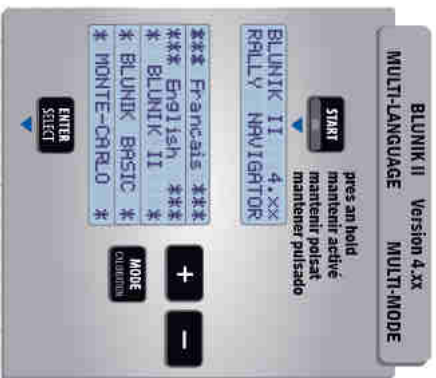 BLUNIK II Version 4.xx
MULTI-LANGUAGE MULTI-MODE
START
pres an hold
mantenir activé
mantenir polsat
mantener pulsado
BLUNIK II 4.xx
RALLY NAVIGATOR
*** Francais ***
*** English ***
* BLUNIK II *
* BLUNIK BASIC *
* MONTE-CARLO *
+
-
MODE
CALIBRATION
ENTER
SELECT